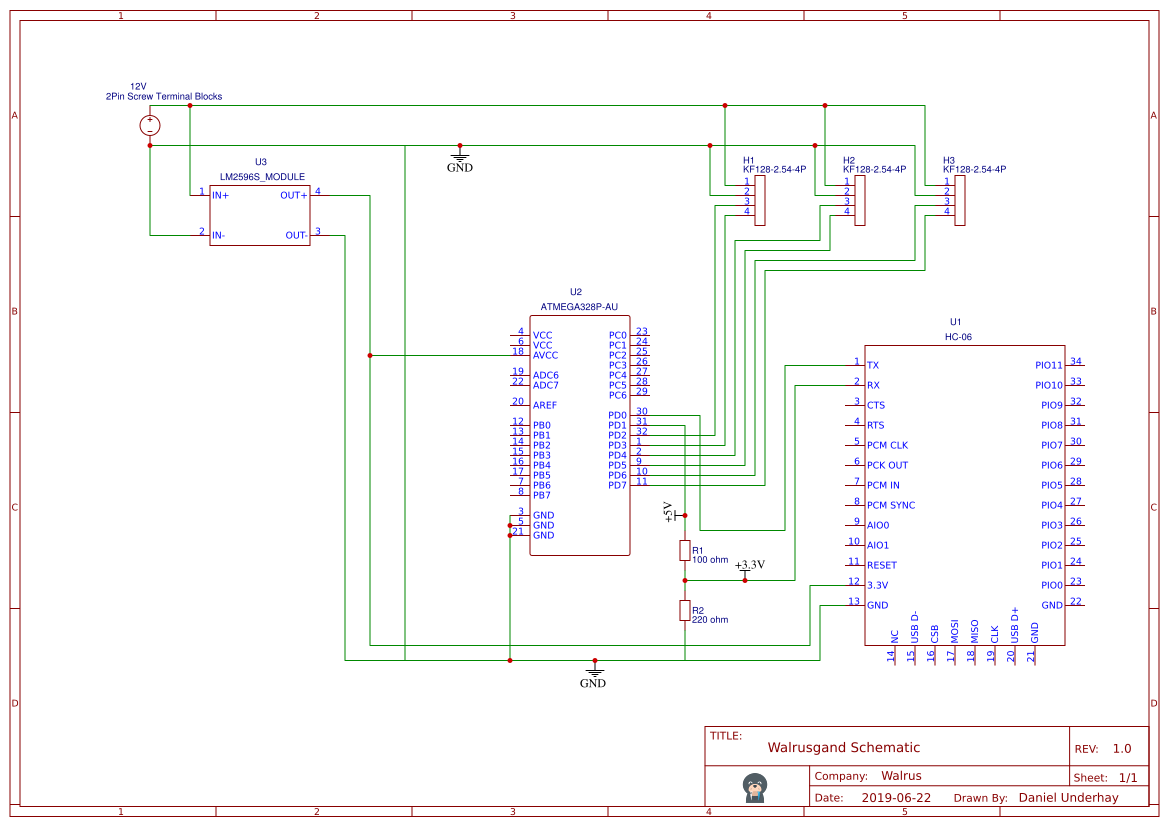 1 2 3 4 5
A A
B B
C C
D D
12V
2Pin Screw Terminal Blocks
+
−
U3
LM2596S_MODULE
1 IN+ OUT+ 4
2 IN- OUT- 3
GND
H1
KF128-2.54-4P
1
2
3
4
H2
KF128-2.54-4P
1
2
3
4
H3
KF128-2.54-4P
1
2
3
4
U2
ATMEGA328P-AU
4 VCC
6 VCC
18 AVCC
19 ADC6
22 ADC7
20 AREF
12 PB0
13 PB1
14 PB2
15 PB3
16 PB4
17 PB5
7 PB6
8 PB7
3 GND
5 GND
21 GND
PC0 23
PC1 24
PC2 25
PC3 26
PC4 27
PC5 28
PC6 29
PD0 30
PD1 31
PD2 32
PD3 1
PD4 2
PD5 9
PD6 10
PD7 11
+5V
R1
100 ohm
+3.3V
R2
220 ohm
GND
U1
HC-06
1 TX
2 RX
3 CTS
4 RTS
5 PCM CLK
6 PCK OUT
7 PCM IN
8 PCM SYNC
9 AIO0
10 AIO1
11 RESET
12 3.3V
13 GND
PIO11 34
PIO10 33
PIO9 32
PIO8 31
PIO7 30
PIO6 29
PIO5 28
PIO4 27
PIO3 26
PIO2 25
PIO1 24
PIO0 23
GND 22
14 NC
15 USB D-
16 CSB
17 MOSI
18 MISO
19 CLK
20 USB D+
21 GND
TITLE:
Walrusgand Schematic
REV: 1.0
Company: Walrus
Sheet: 1/1
Date: 2019-06-22 Drawn By: Daniel Underhay
1 2 3 4 5